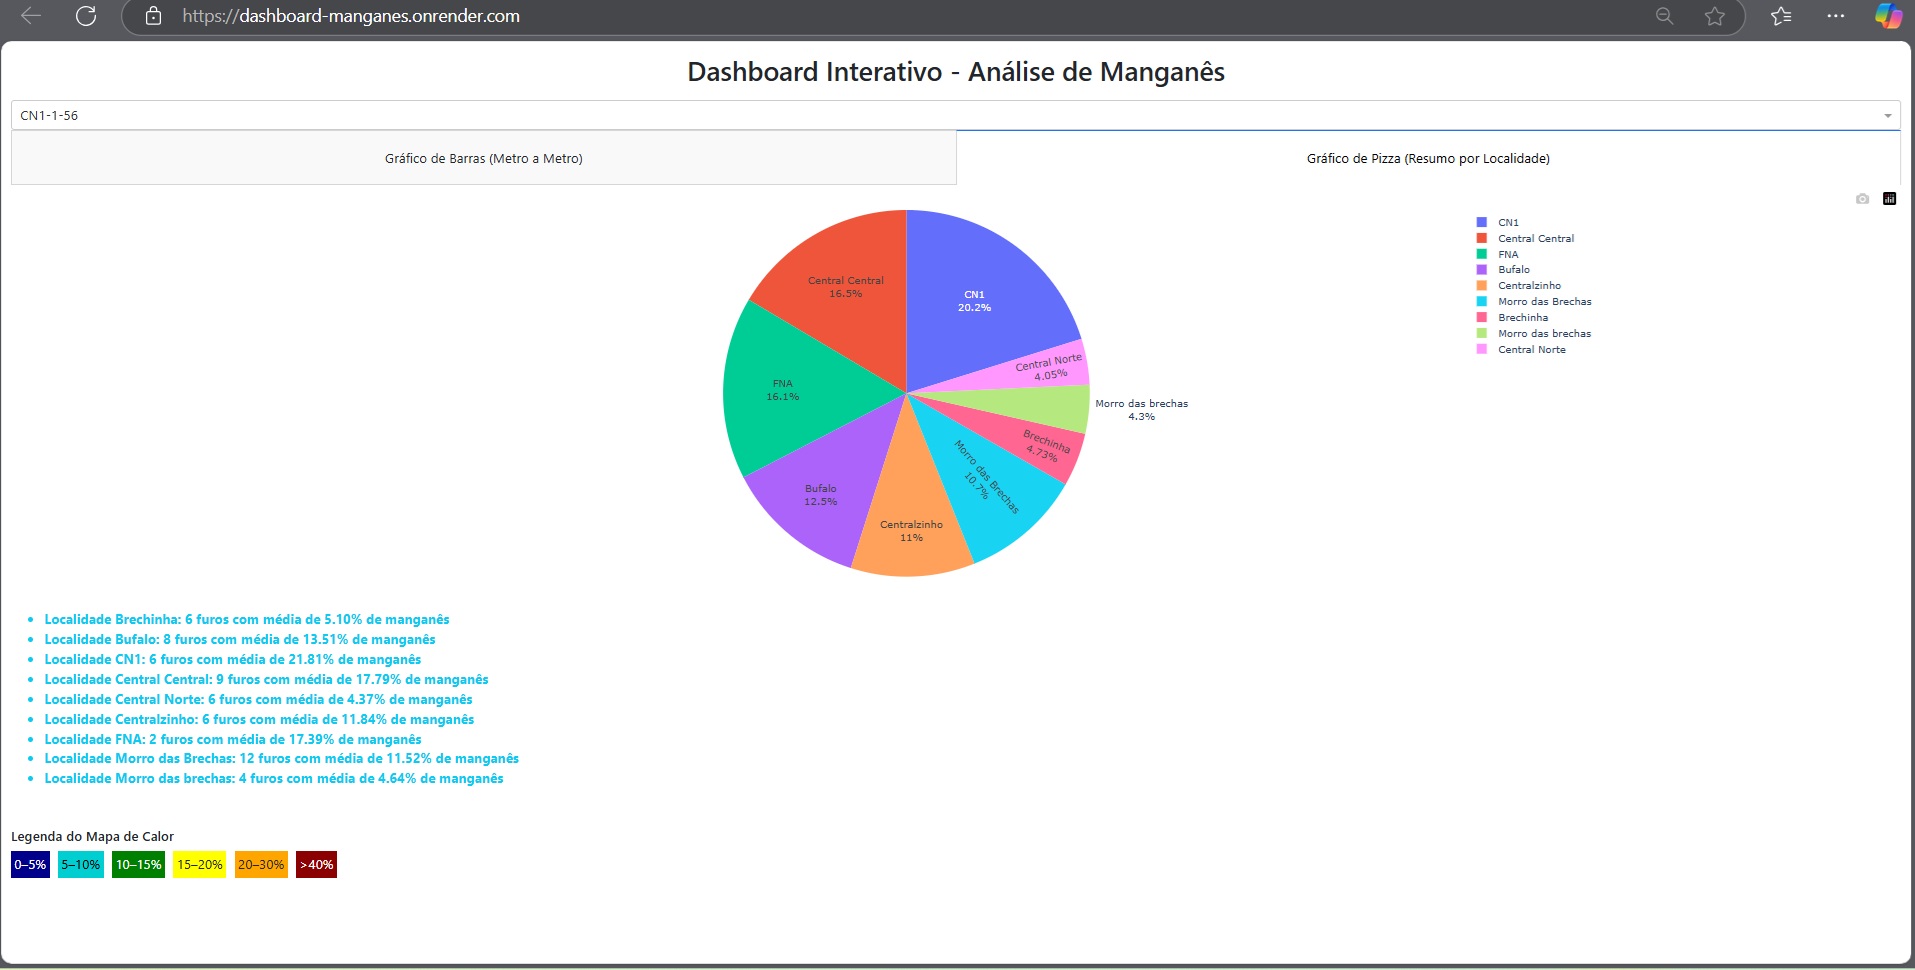 https://dashboard-manganes.onrender.com
Dashboard Interativo - Análise de Manganês
CN1-1-56
Gráfico de Barras (Metro a Metro)
Gráfico de Pizza (Resumo por Localidade)
CN1
20.2%
Central Central
16.5%
FNA
16.1%
Bufalo
12.5%
Centralzinho
11%
Morro das Brechas
10.7%
Brechinha
4.73%
Morro das brechas
4.3%
Central Norte
4.05%
CN1
Central Central
FNA
Bufalo
Centralzinho
Morro das Brechas
Brechinha
Morro das brechas
Central Norte
Localidade Brechinha: 6 furos com média de 5.10% de manganês
Localidade Bufalo: 8 furos com média de 13.51% de manganês
Localidade CN1: 6 furos com média de 21.81% de manganês
Localidade Central Central: 9 furos com média de 17.79% de manganês
Localidade Central Norte: 6 furos com média de 4.37% de manganês
Localidade Centralzinho: 6 furos com média de 11.84% de manganês
Localidade FNA: 2 furos com média de 17.39% de manganês
Localidade Morro das Brechas: 12 furos com média de 11.52% de manganês
Localidade Morro das brechas: 4 furos com média de 4.64% de manganês
Legenda do Mapa de Calor
0–5% 5–10% 10–15% 15–20% 20–30% >40%